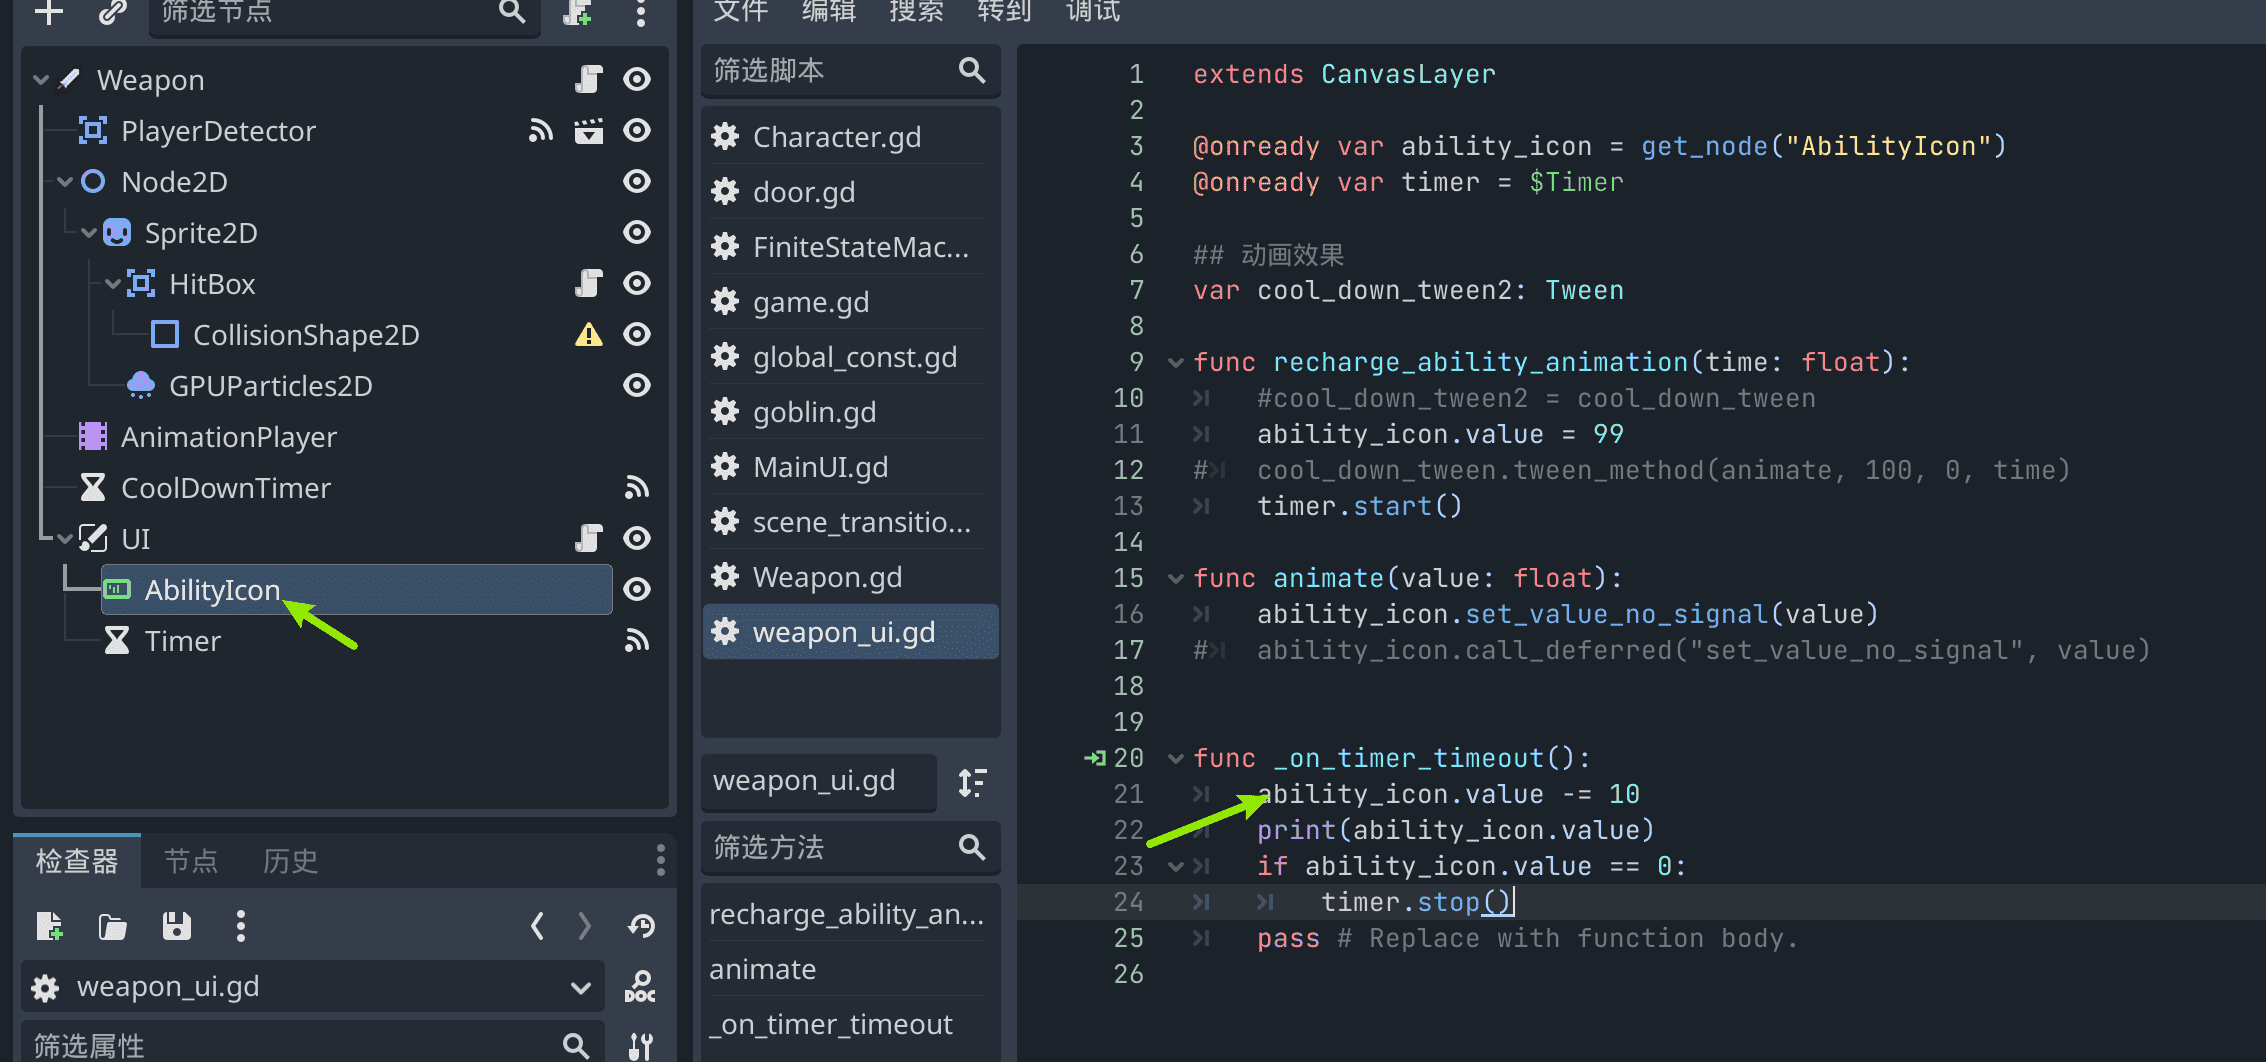 筛选节点
Weapon
PlayerDetector
Node2D
Sprite2D
HitBox
CollisionShape2D
GPUParticles2D
AnimationPlayer
CoolDownTimer
UI
AbilityIcon
Timer
检查器 节点 历史
weapon_ui.gd
DOC
筛选属性
文件 编辑 搜索 转到 调试
筛选脚本
Character.gd
door.gd
FiniteStateMac...
game.gd
global_const.gd
goblin.gd
MainUI.gd
scene_transitio...
Weapon.gd
weapon_ui.gd
weapon_ui.gd
筛选方法
recharge_ability_an...
animate
_on_timer_timeout
1 extends CanvasLayer
2
3 @onready var ability_icon = get_node("AbilityIcon")
4 @onready var timer = $Timer
5
6 ## 动画效果
7 var cool_down_tween2: Tween
8
9 func recharge_ability_animation(time: float):
10 #cool_down_tween2 = cool_down_tween
11 ability_icon.value = 99
12 # cool_down_tween.tween_method(animate, 100, 0, time)
13 timer.start()
14
15 func animate(value: float):
16 ability_icon.set_value_no_signal(value)
17 # ability_icon.call_deferred("set_value_no_signal", value)
18
19
20 func _on_timer_timeout():
21 ability_icon.value -= 10
22 print(ability_icon.value)
23 if ability_icon.value == 0:
24 timer.stop()
25 pass # Replace with function body.
26